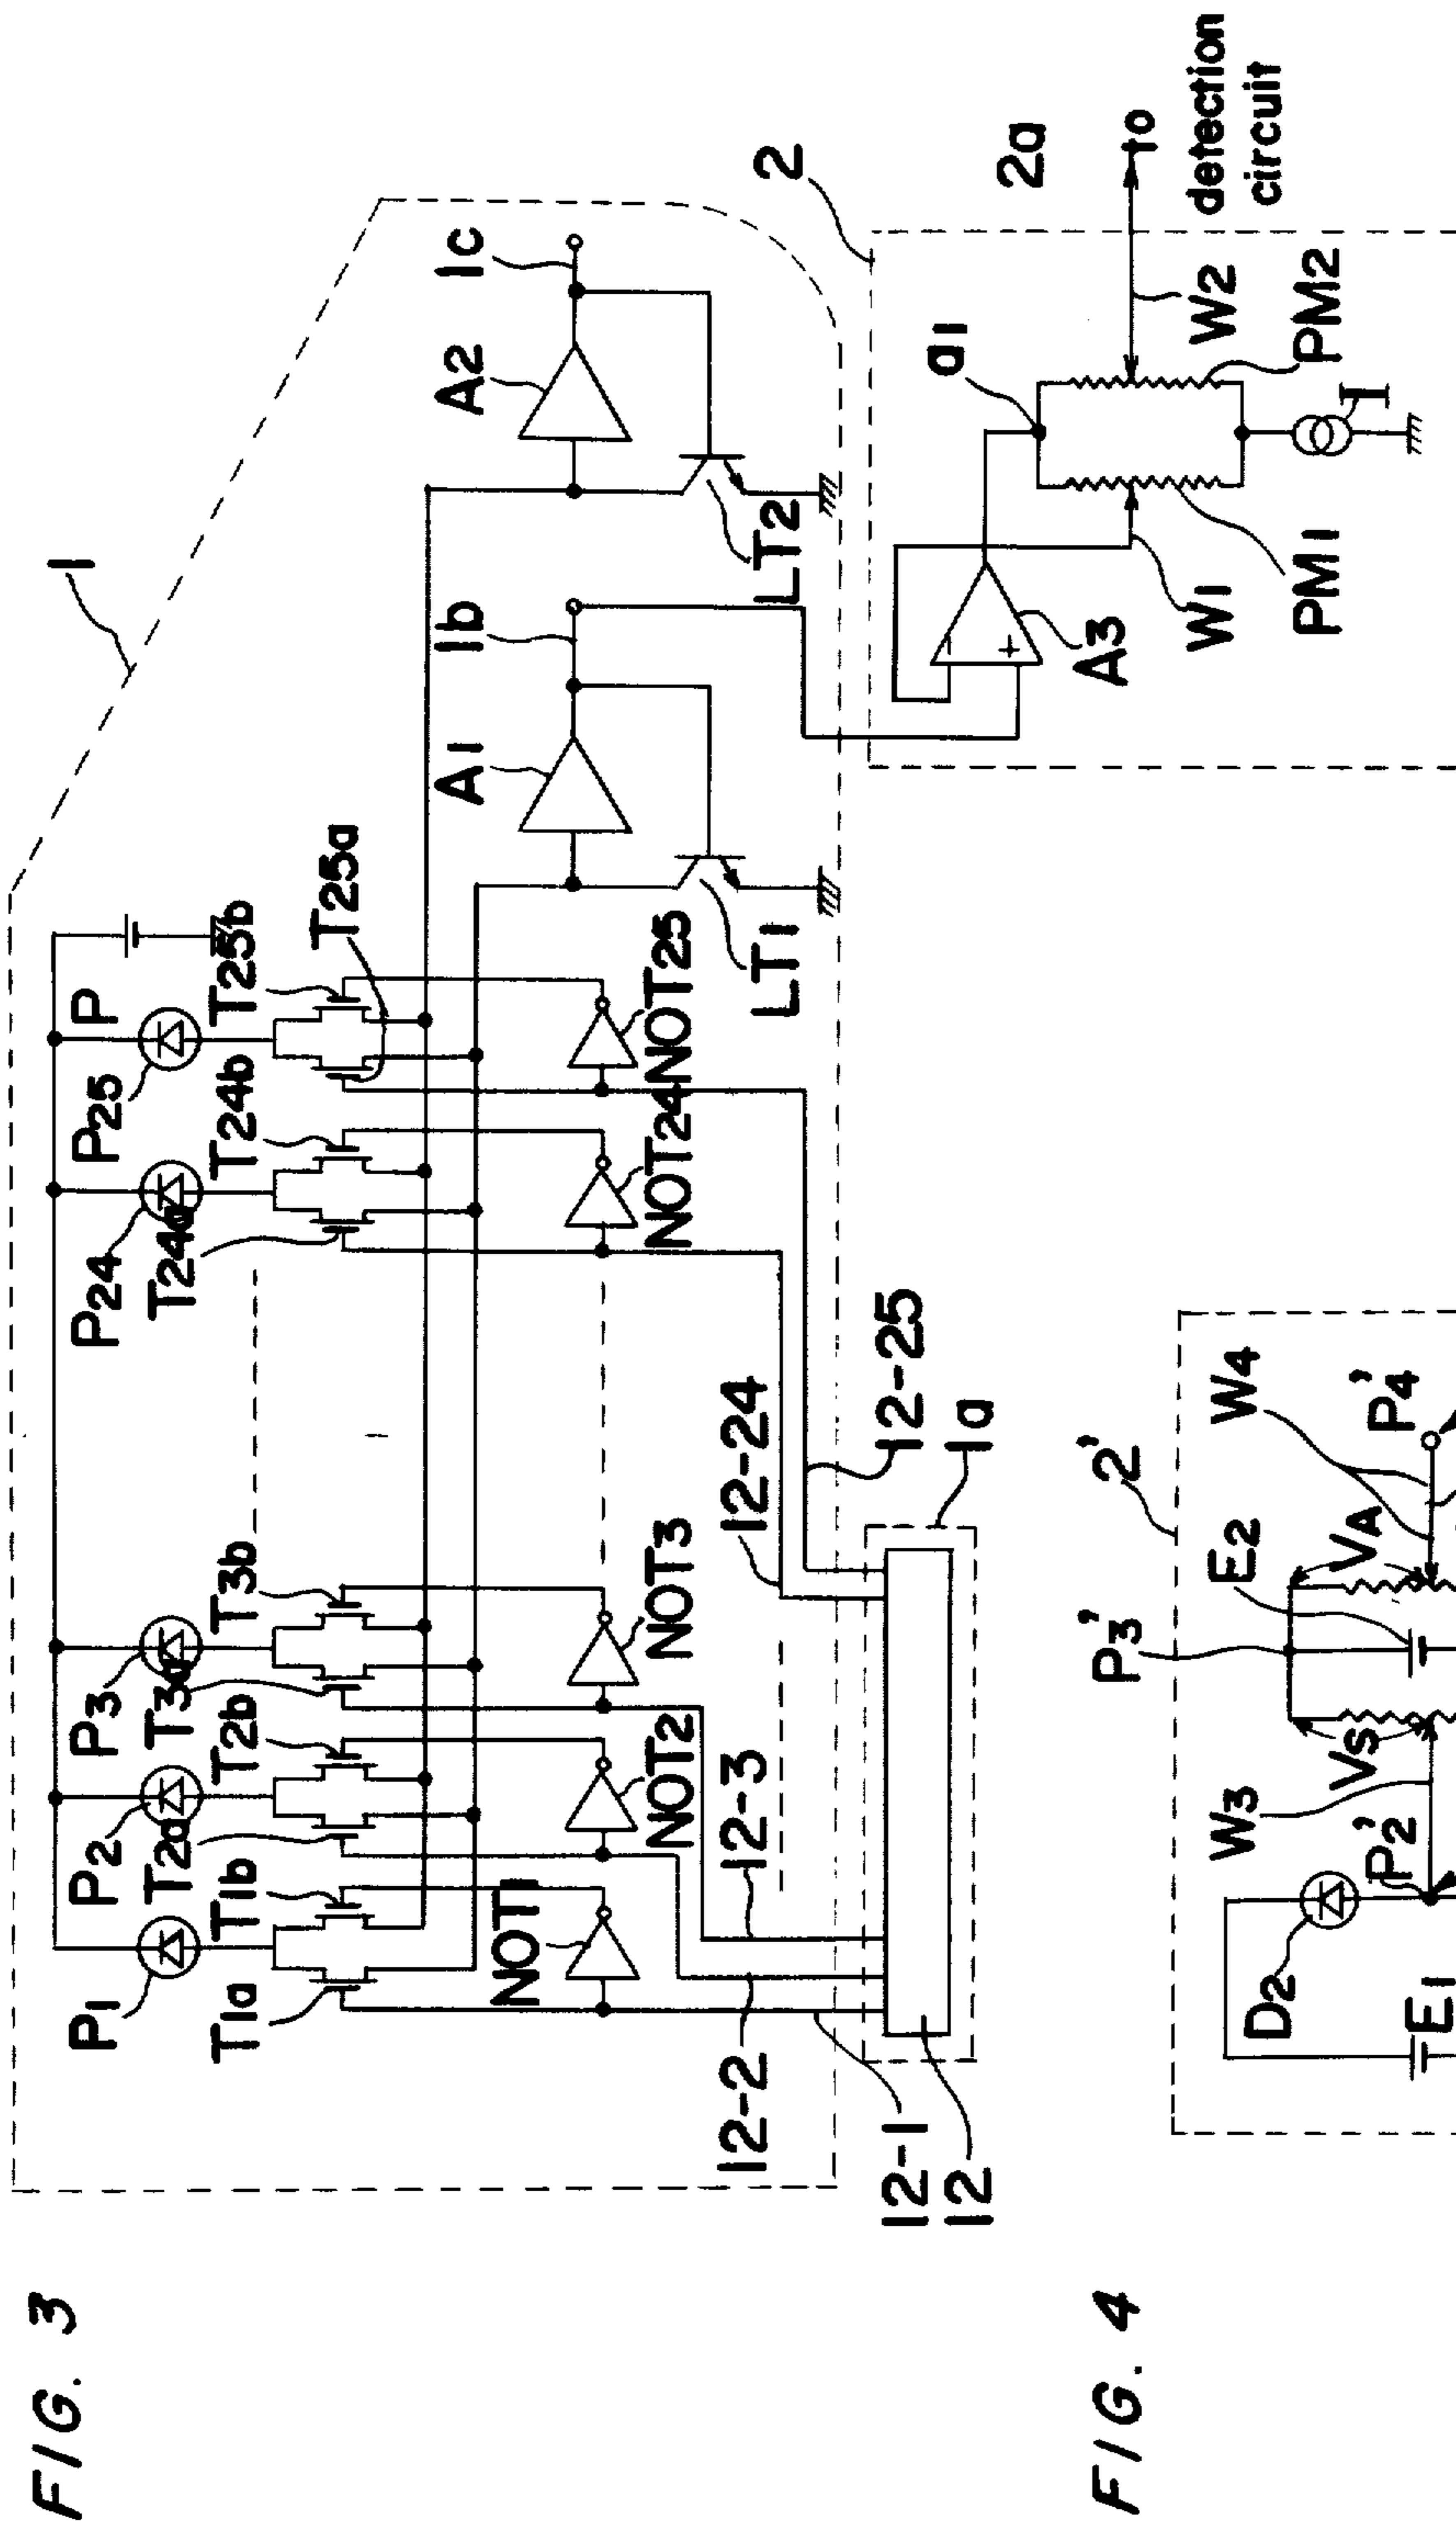 FIG. 3
1
P1
P2
P3
P24
P25
P
T1a
T1b
T2a
T2b
T3a
T3b
T24a
T24b
T25b
T25a
A1
1b
A2
1c
NOT1
NOT2
NOT3
NOT24
NOT25
LT1
LT2
12-2
12-3
12-24
12-25
12-1
12
1a
2
2a
to
detection
circuit
a1
A3
-
+
W1
W2
PM1
PM2
I
FIG. 4
2'
P3'
E2
VA
W4
P4'
VS
W3
P2'
D2
E1